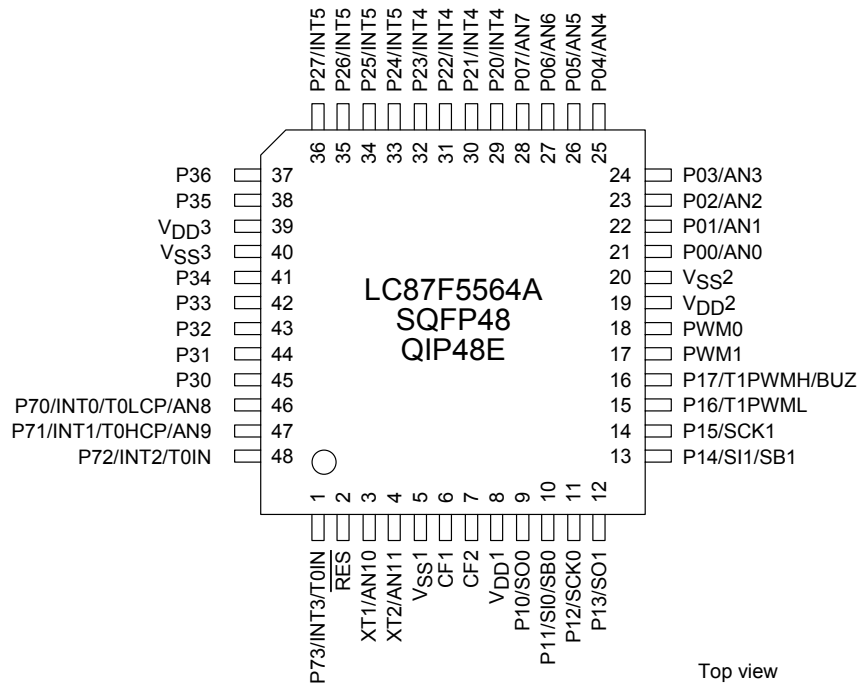 P27/INT5
P26/INT5
P25/INT5
P24/INT5
P23/INT4
P22/INT4
P21/INT4
P20/INT4
P07/AN7
P06/AN6
P05/AN5
P04/AN4
36 35 34 33 32 31 30 29 28 27 26 25
P36 37
P35 38
VDD3 39
VSS3 40
P34 41
P33 42
P32 43
P31 44
P30 45
P70/INT0/T0LCP/AN8 46
P71/INT1/T0HCP/AN9 47
P72/INT2/T0IN 48
LC87F5564A
SQFP48
QIP48E
24 P03/AN3
23 P02/AN2
22 P01/AN1
21 P00/AN0
20 VSS2
19 VDD2
18 PWM0
17 PWM1
16 P17/T1PWMH/BUZ
15 P16/T1PWML
14 P15/SCK1
13 P14/SI1/SB1
1 2 3 4 5 6 7 8 9 10 11 12
P73/INT3/T0IN
RES
XT1/AN10
XT2/AN11
VSS1
CF1
CF2
VDD1
P10/SO0
P11/SI0/SB0
P12/SCK0
P13/SO1
Top view